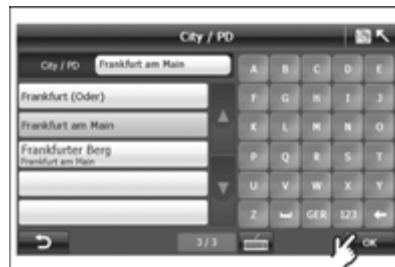 City / PD
City / PD Frankfurt am Main
Frankfurt (Oder)
Frankfurt am Main
Frankfurter Berg
Frankfurt am Main
A B C D E
F G H I J
K L M N O
P Q R S T
U V W X Y
Z GER 123
3/3
OK